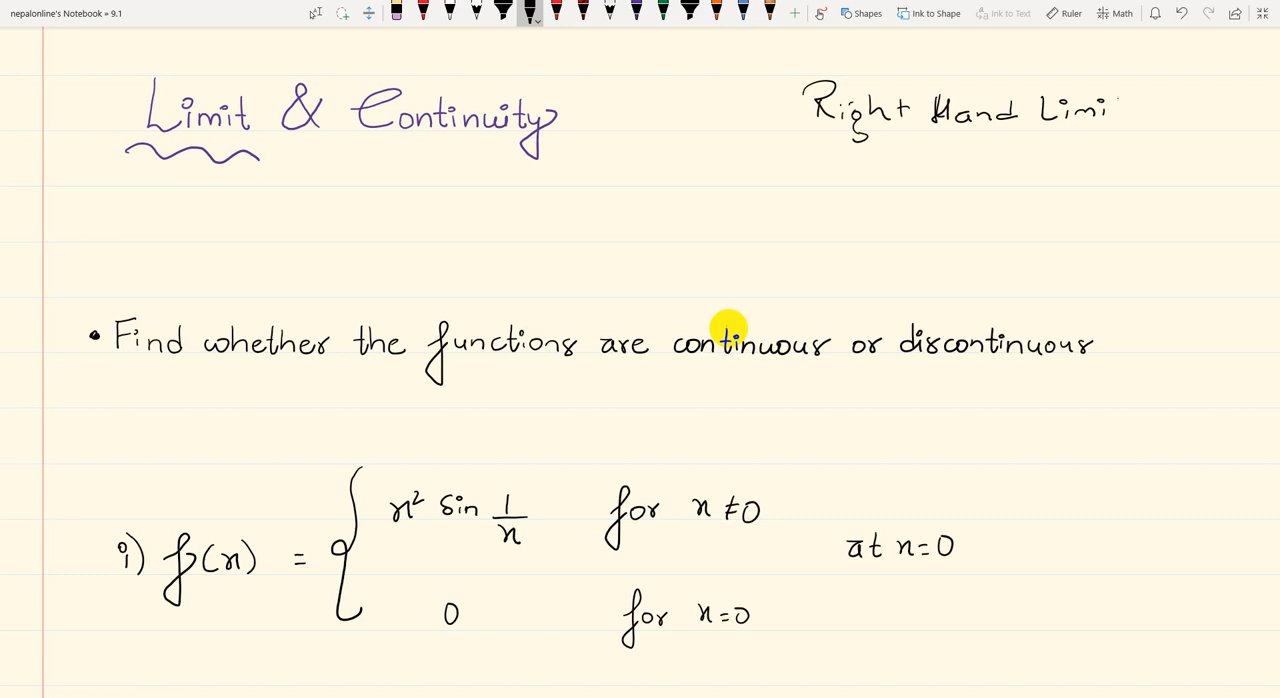 nepalonline's Notebook » 9.1
Shapes Ink to Shape Ink to Text Ruler Math
Limit & Continuity
Right Hand Limi
• Find whether the functions are continuous or discontinuous
i) f(x) = { x² sin 1/x for x ≠ 0
0 for x = 0
at x = 0